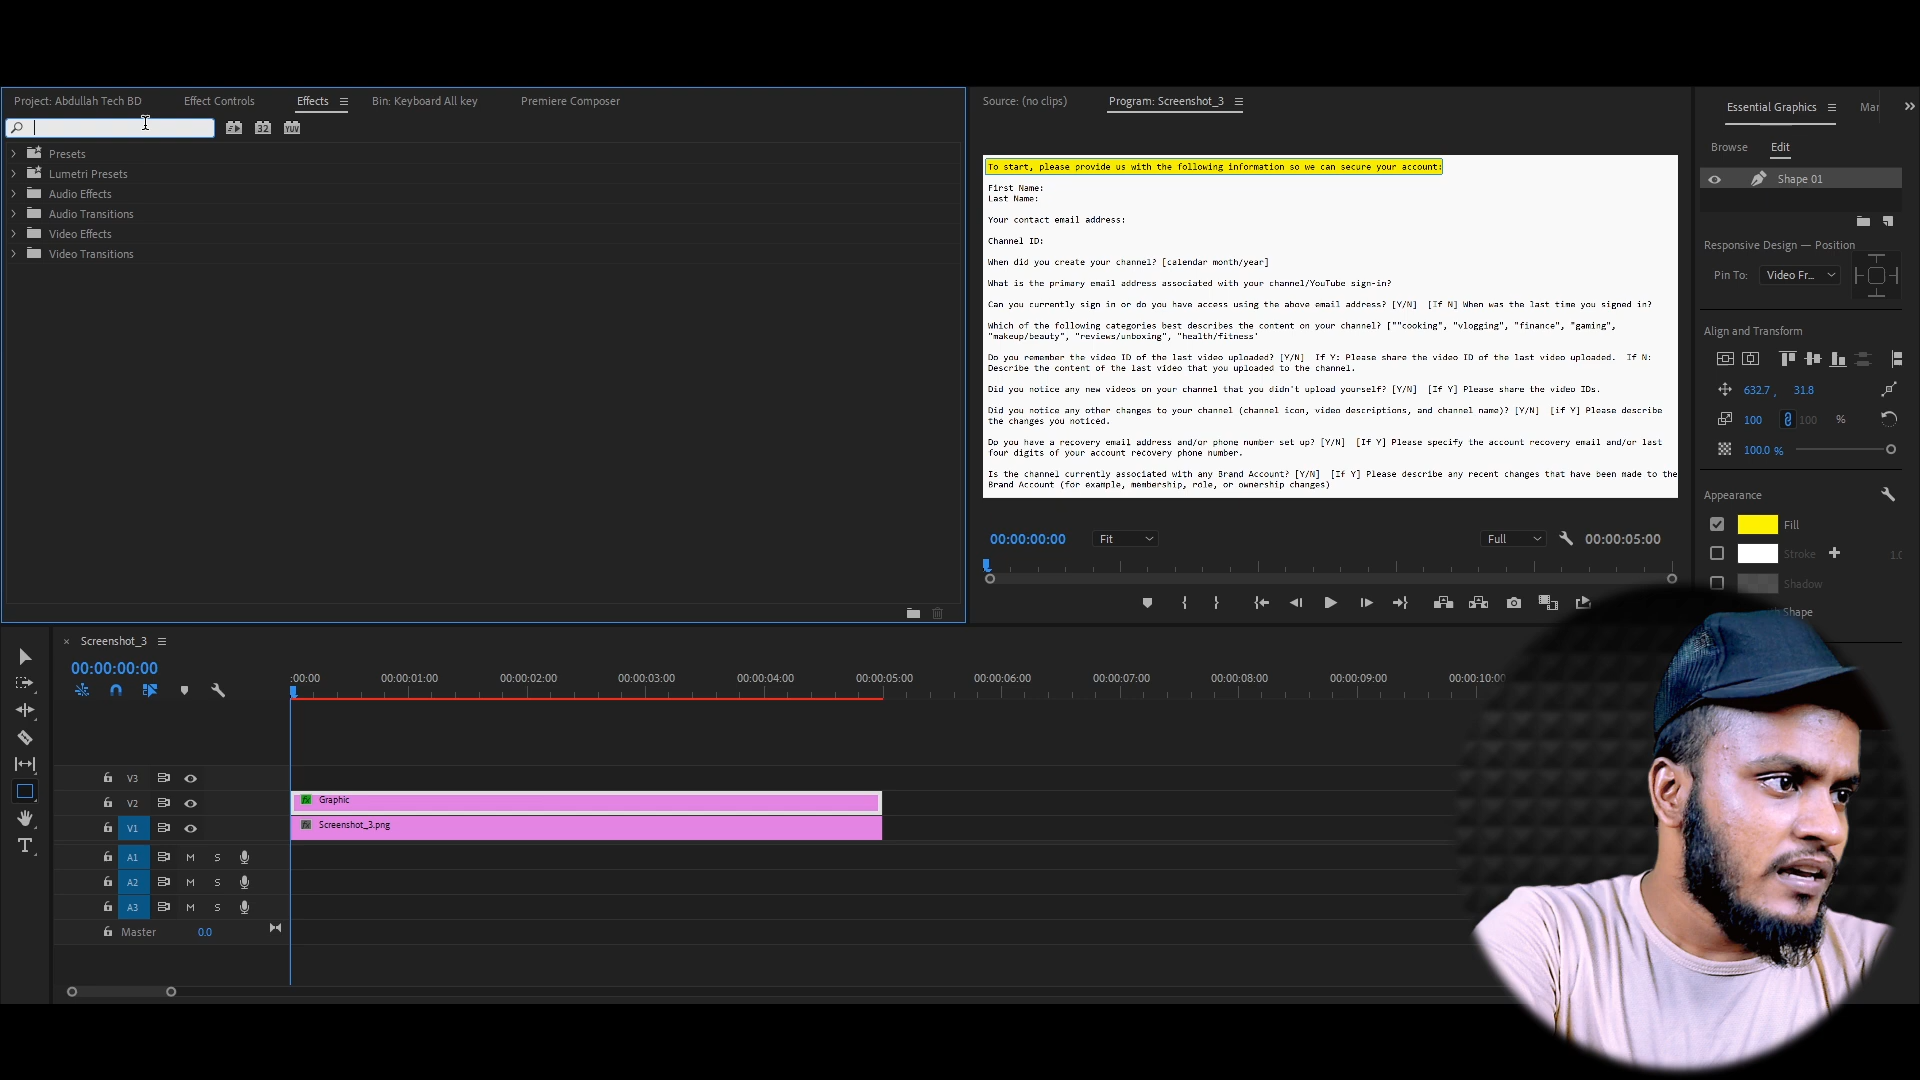 Project: Abdullah Tech BD
Effect Controls
Effects
Bin: Keyboard All key
Premiere Composer
32
YUV
Presets
Lumetri Presets
Audio Effects
Audio Transitions
Video Effects
Video Transitions
Source: (no clips)
Program: Screenshot_3
To start, please provide us with the following information so we can secure your account:
First Name:
Last Name:
Your contact email address:
Channel ID:
When did you create your channel? [calendar month/year]
What is the primary email address associated with your channel/YouTube sign-in?
Can you currently sign in or do you have access using the above email address? [Y/N] [If N] When was the last time you signed in?
Which of the following categories best describes the content on your channel? [""cooking", "vlogging", "finance", "gaming",
"makeup/beauty", "reviews/unboxing", "health/fitness'
Do you remember the video ID of the last video uploaded? [Y/N] If Y: Please share the video ID of the last video uploaded. If N:
Describe the content of the last video that you uploaded to the channel.
Did you notice any new videos on your channel that you didn't upload yourself? [Y/N] [If Y] Please share the video IDs.
Did you notice any other changes to your channel (channel icon, video descriptions, and channel name)? [Y/N] [if Y] Please describe
the changes you noticed.
Do you have a recovery email address and/or phone number set up? [Y/N] [If Y] Please specify the account recovery email and/or last
four digits of your account recovery phone number.
Is the channel currently associated with any Brand Account? [Y/N] [If Y] Please describe any recent changes that have been made to the
Brand Account (for example, membership, role, or ownership changes)
00:00:00:00
Fit
Full
00:00:05:00
Essential Graphics
Mar
Browse
Edit
Shape 01
Responsive Design — Position
Pin To:
Video Fr...
Align and Transform
632.7 ,
31.8
100
100
%
100.0 %
Appearance
Fill
Stroke
1.0
Shadow
Shape
Screenshot_3
00:00:00:00
:00:00
00:00:01:00
00:00:02:00
00:00:03:00
00:00:04:00
00:00:05:00
00:00:06:00
00:00:07:00
00:00:08:00
00:00:09:00
00:00:10:00
V3
V2
Graphic
V1
Screenshot_3.png
A1
M
S
A2
M
S
A3
M
S
Master
0.0